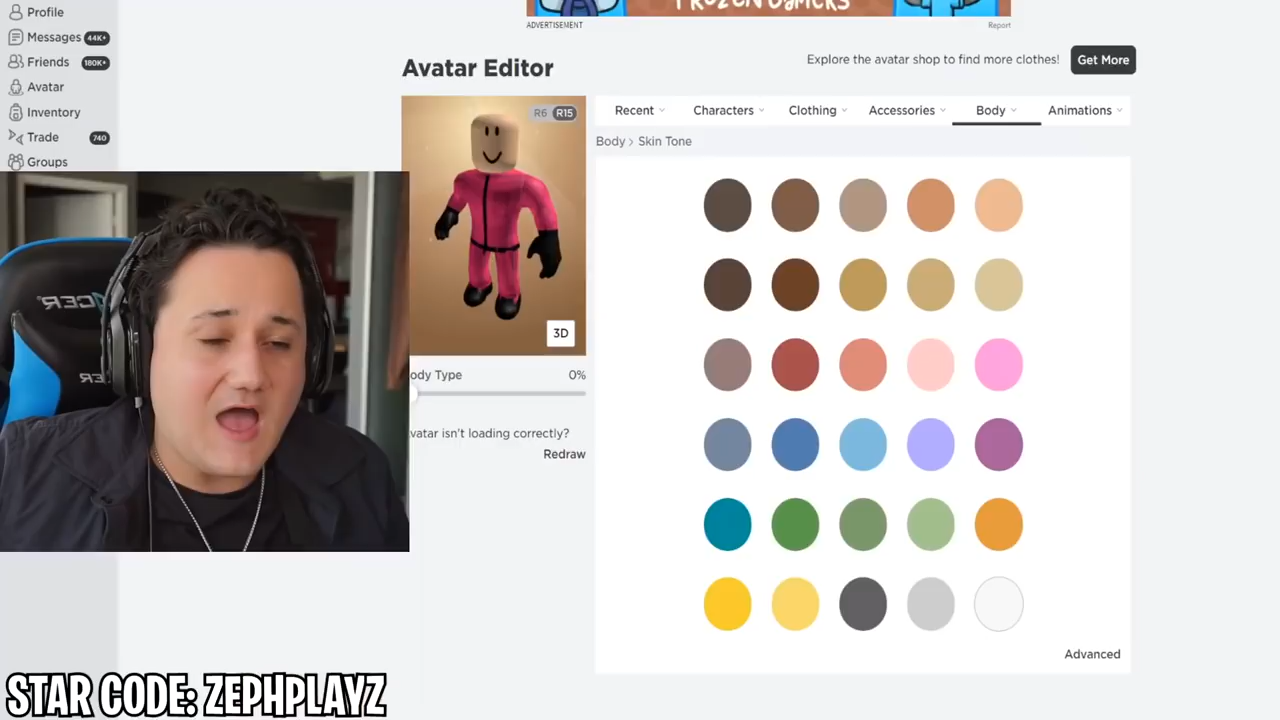 FROZEN GAMERS
ADVERTISEMENT
Report
Profile
Messages 44K+
Friends 180K+
Avatar
Inventory
Trade 740
Groups
Avatar Editor
Explore the avatar shop to find more clothes!
Get More
R6 R15
3D
Recent
Characters
Clothing
Accessories
Body
Animations
Body > Skin Tone
ody Type 0%
vatar isn't loading correctly?
Redraw
Advanced
STAR CODE: ZEPHPLAYZ